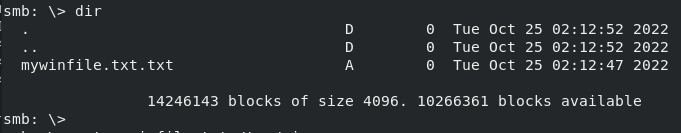 smb: \> dir
. D 0 Tue Oct 25 02:12:52 2022
.. D 0 Tue Oct 25 02:12:52 2022
mywinfile.txt.txt A 0 Tue Oct 25 02:12:47 2022
14246143 blocks of size 4096. 10266361 blocks available
smb: \>